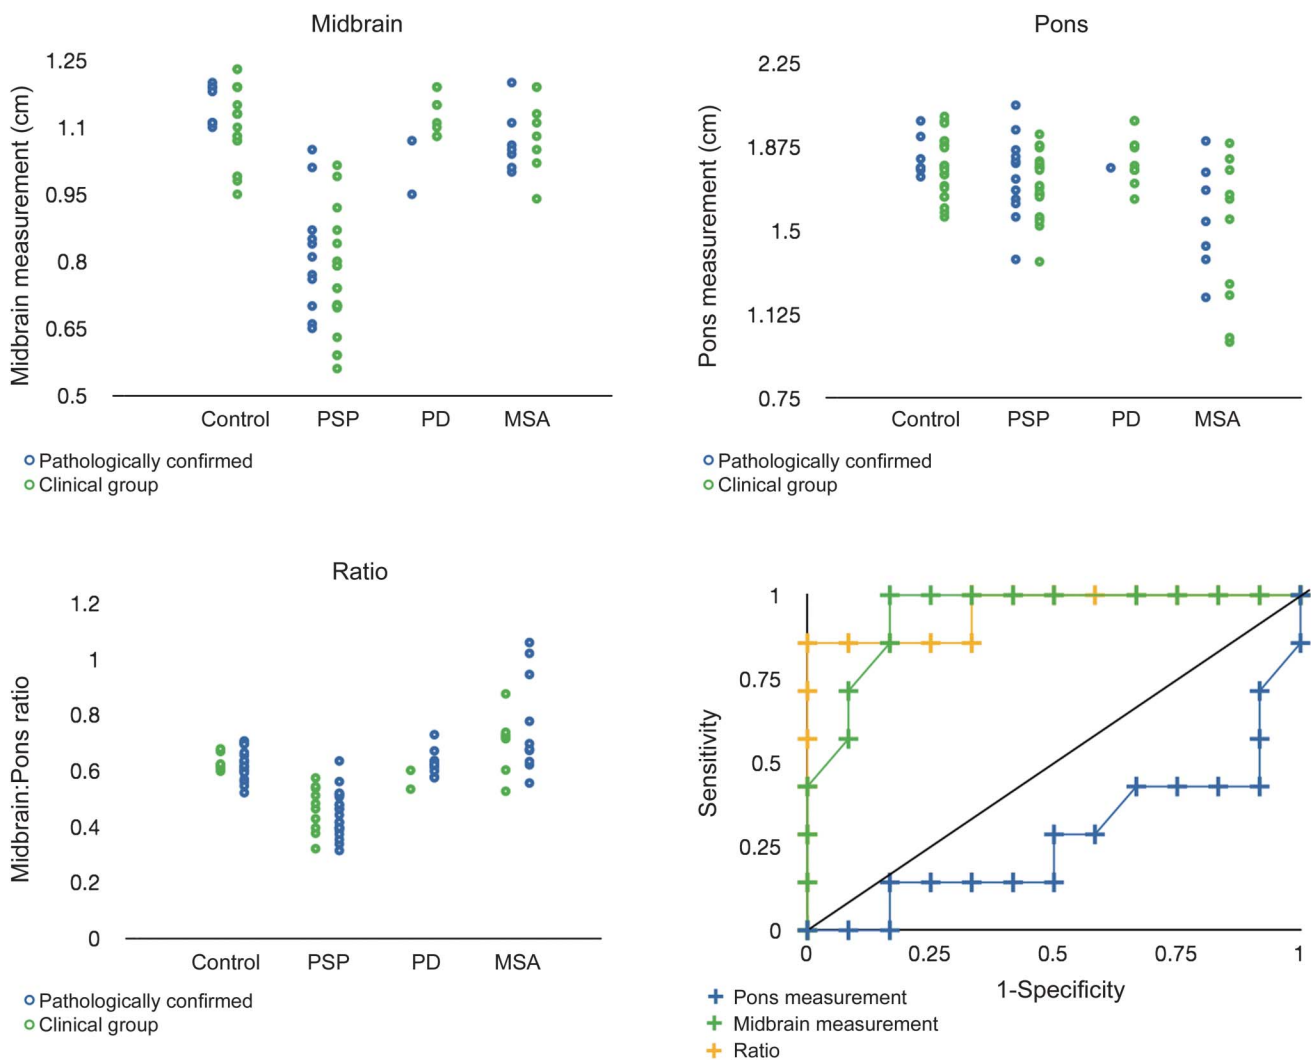 Midbrain
Midbrain measurement (cm)
1.25
1.1
0.95
0.8
0.65
0.5
Control PSP PD MSA
Pathologically confirmed
Clinical group
Pons
Pons measurement (cm)
2.25
1.875
1.5
1.125
0.75
Control PSP PD MSA
Pathologically confirmed
Clinical group
Ratio
Midbrain:Pons ratio
1.2
1
0.8
0.6
0.4
0.2
0
Control PSP PD MSA
Pathologically confirmed
Clinical group
Sensitivity
1
0.75
0.5
0.25
0
0 0.25 0.5 0.75 1
1-Specificity
Pons measurement
Midbrain measurement
Ratio